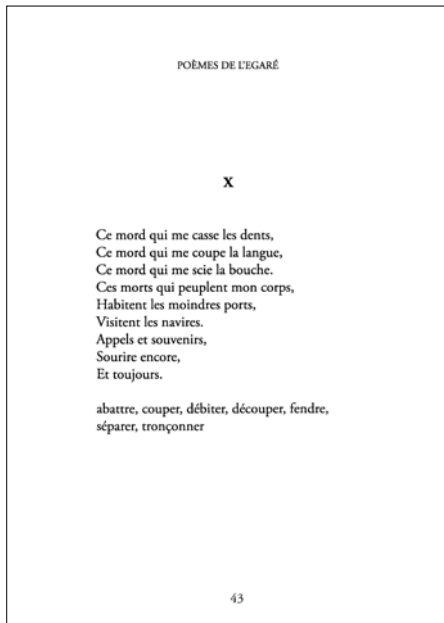 POÈMES DE L'EGARÉ
X
Ce mord qui me casse les dents,
Ce mord qui me coupe la langue,
Ce mord qui me scie la bouche.
Ces morts qui peuplent mon corps,
Habitent les moindres ports,
Visitent les navires.
Appels et souvenirs,
Sourire encore,
Et toujours.
abattre, couper, débiter, découper, fendre,
séparer, tronçonner
43